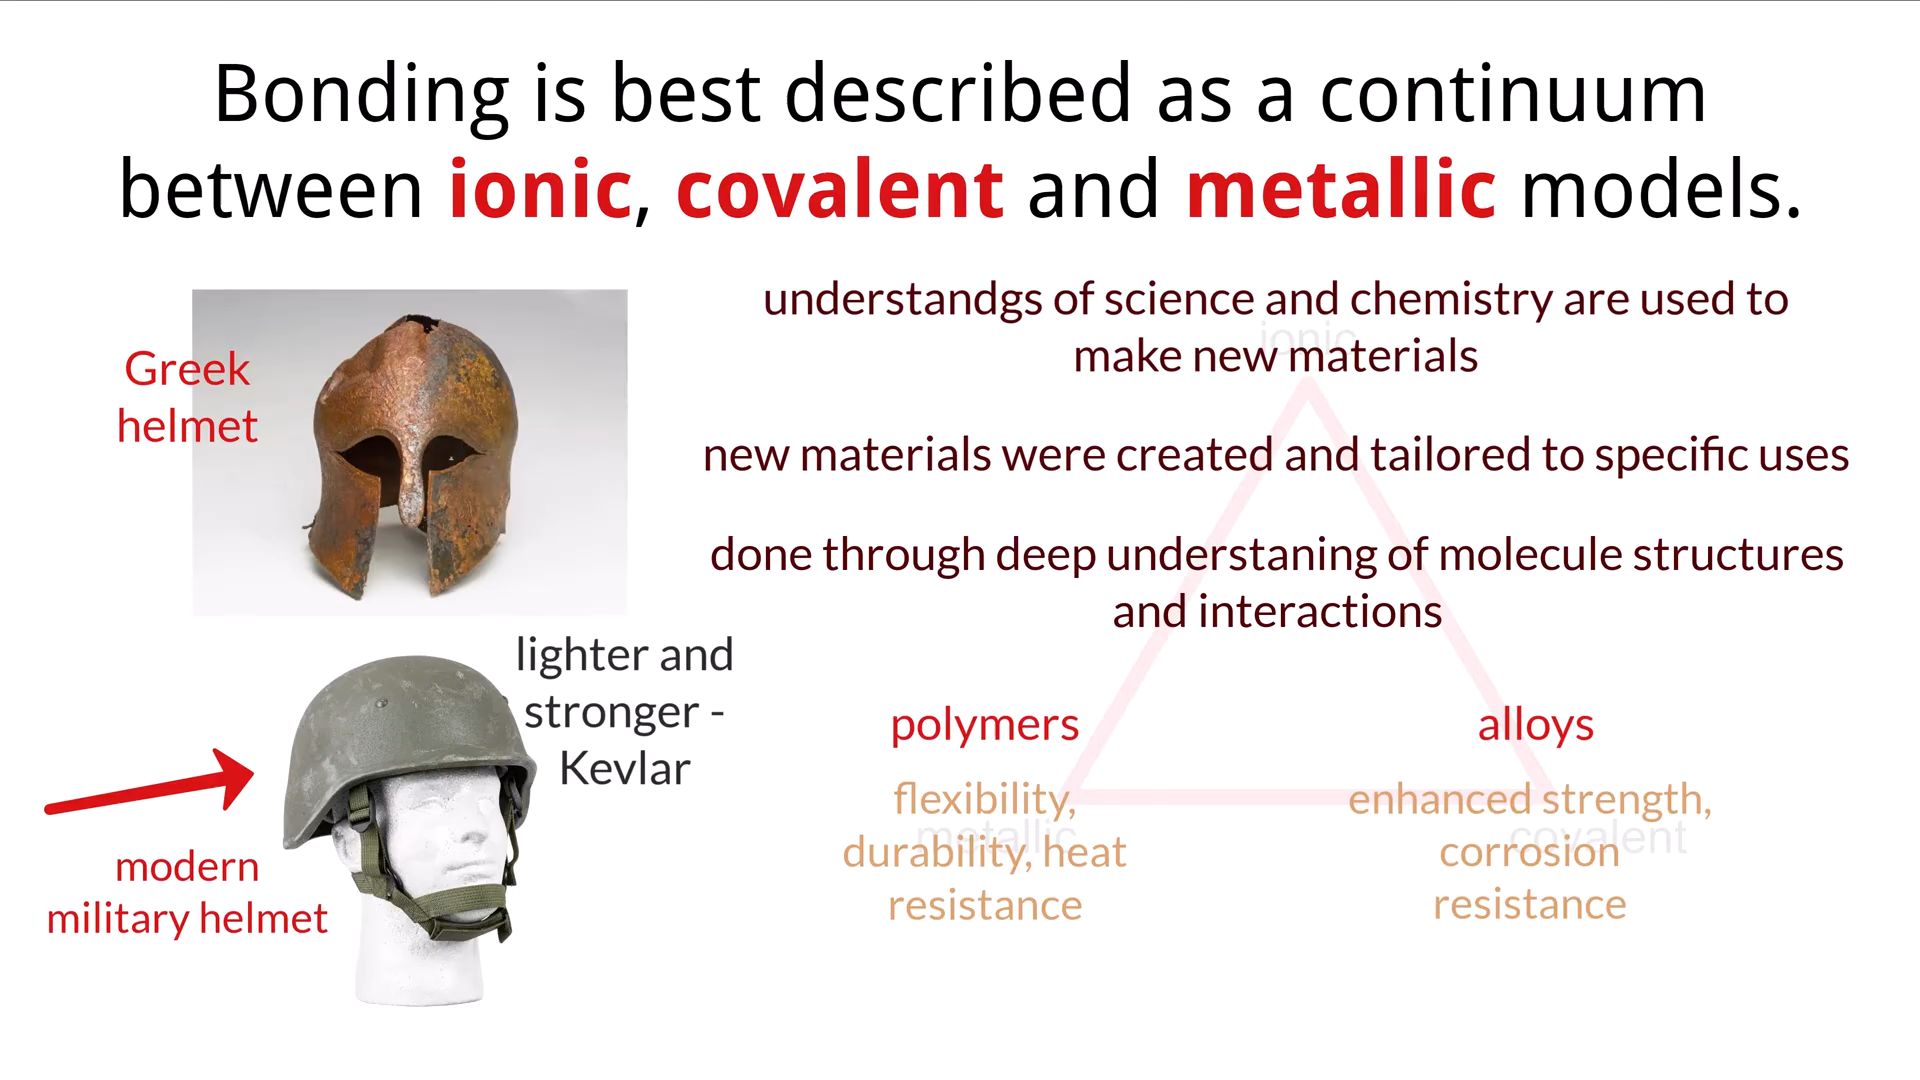 Bonding is best described as a continuum
between ionic, covalent and metallic models.
Greek
helmet
understandgs of science and chemistry are used to
make new materials
ionic
new materials were created and tailored to specific uses
done through deep understaning of molecule structures
and interactions
lighter and
stronger -
Kevlar
modern
military helmet
polymers
flexibility,
durability, heat
resistance
metallic
alloys
enhanced strength,
corrosion
resistance
covalent